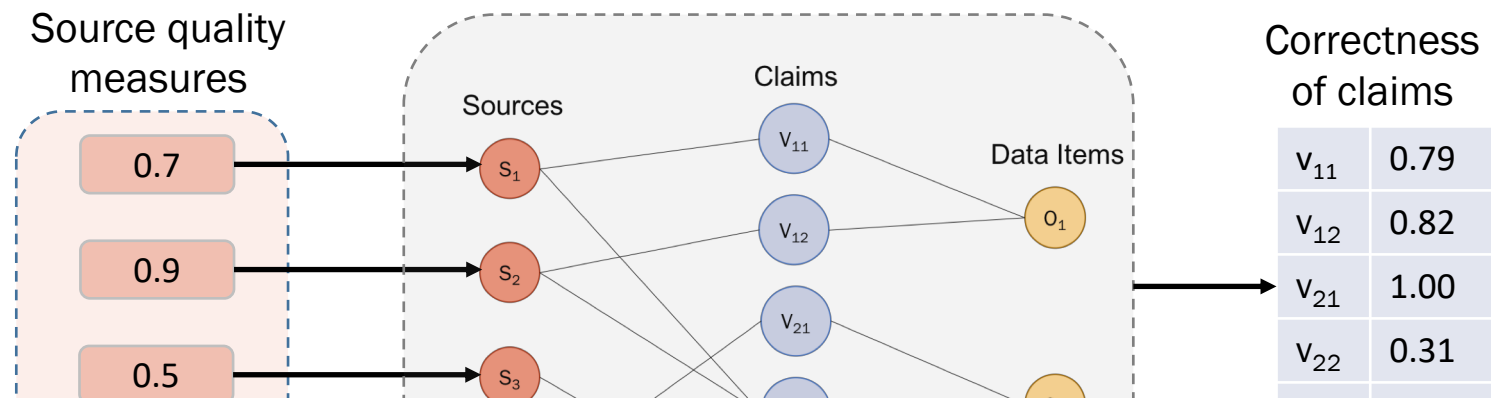 Source quality
measures
0.7
0.9
0.5
Sources
S₁
S₂
S₃
Claims
V₁₁
V₁₂
V₂₁
Data Items
O₁
Correctness
of claims
v₁₁ 0.79
v₁₂ 0.82
v₂₁ 1.00
v₂₂ 0.31